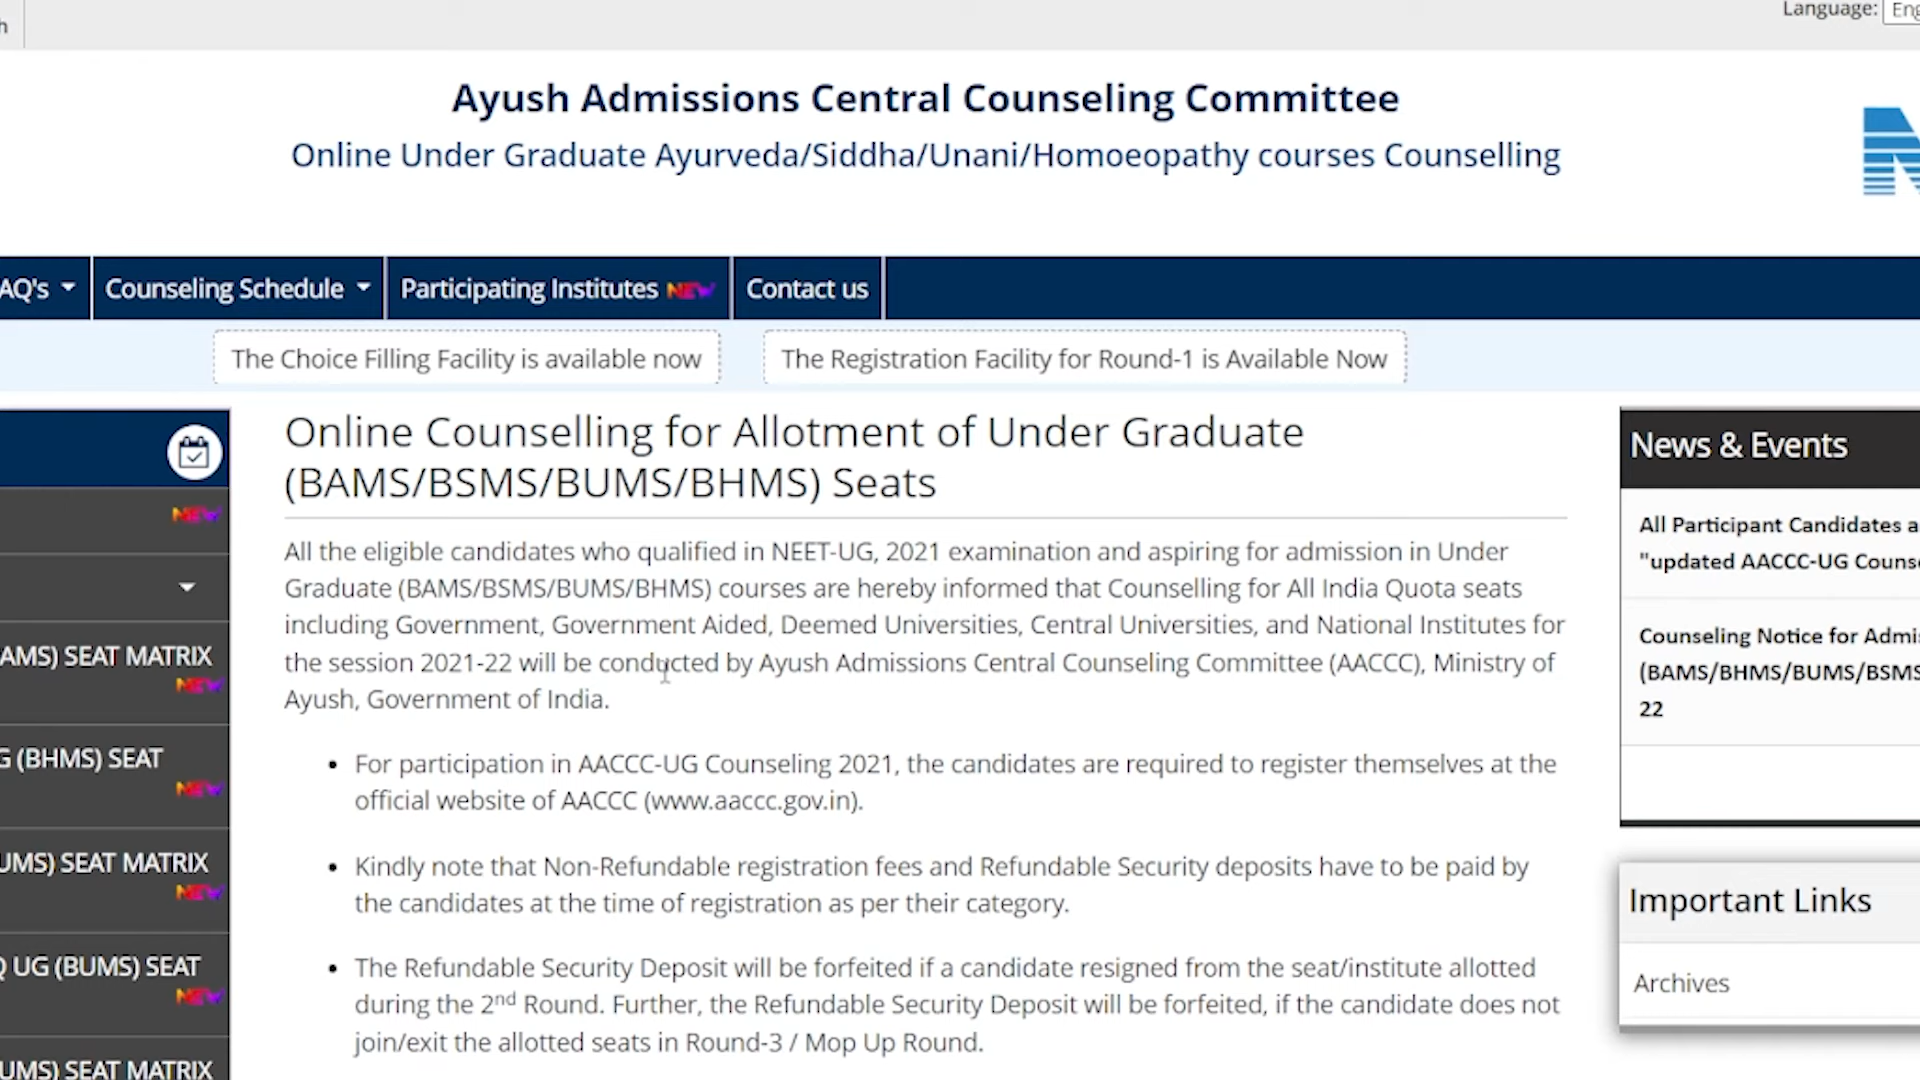 h
Language: Eng
Ayush Admissions Central Counseling Committee
Online Under Graduate Ayurveda/Siddha/Unani/Homoeopathy courses Counselling
AQ's
Counseling Schedule
Participating Institutes NEW
Contact us
The Choice Filling Facility is available now
The Registration Facility for Round-1 is Available Now
NEW
AMS) SEAT MATRIX
NEW
G (BHMS) SEAT
NEW
UMS) SEAT MATRIX
NEW
Q UG (BUMS) SEAT
NEW
UMS) SEAT MATRIX
Online Counselling for Allotment of Under Graduate
(BAMS/BSMS/BUMS/BHMS) Seats
All the eligible candidates who qualified in NEET-UG, 2021 examination and aspiring for admission in Under
Graduate (BAMS/BSMS/BUMS/BHMS) courses are hereby informed that Counselling for All India Quota seats
including Government, Government Aided, Deemed Universities, Central Universities, and National Institutes for
the session 2021-22 will be conducted by Ayush Admissions Central Counseling Committee (AACCC), Ministry of
Ayush, Government of India.
• For participation in AACCC-UG Counseling 2021, the candidates are required to register themselves at the
official website of AACCC (www.aaccc.gov.in).
• Kindly note that Non-Refundable registration fees and Refundable Security deposits have to be paid by
the candidates at the time of registration as per their category.
• The Refundable Security Deposit will be forfeited if a candidate resigned from the seat/institute allotted
during the 2nd Round. Further, the Refundable Security Deposit will be forfeited, if the candidate does not
join/exit the allotted seats in Round-3 / Mop Up Round.
News & Events
All Participant Candidates a
"updated AACCC-UG Couns
Counseling Notice for Admis
(BAMS/BHMS/BUMS/BSMS
22
Important Links
Archives